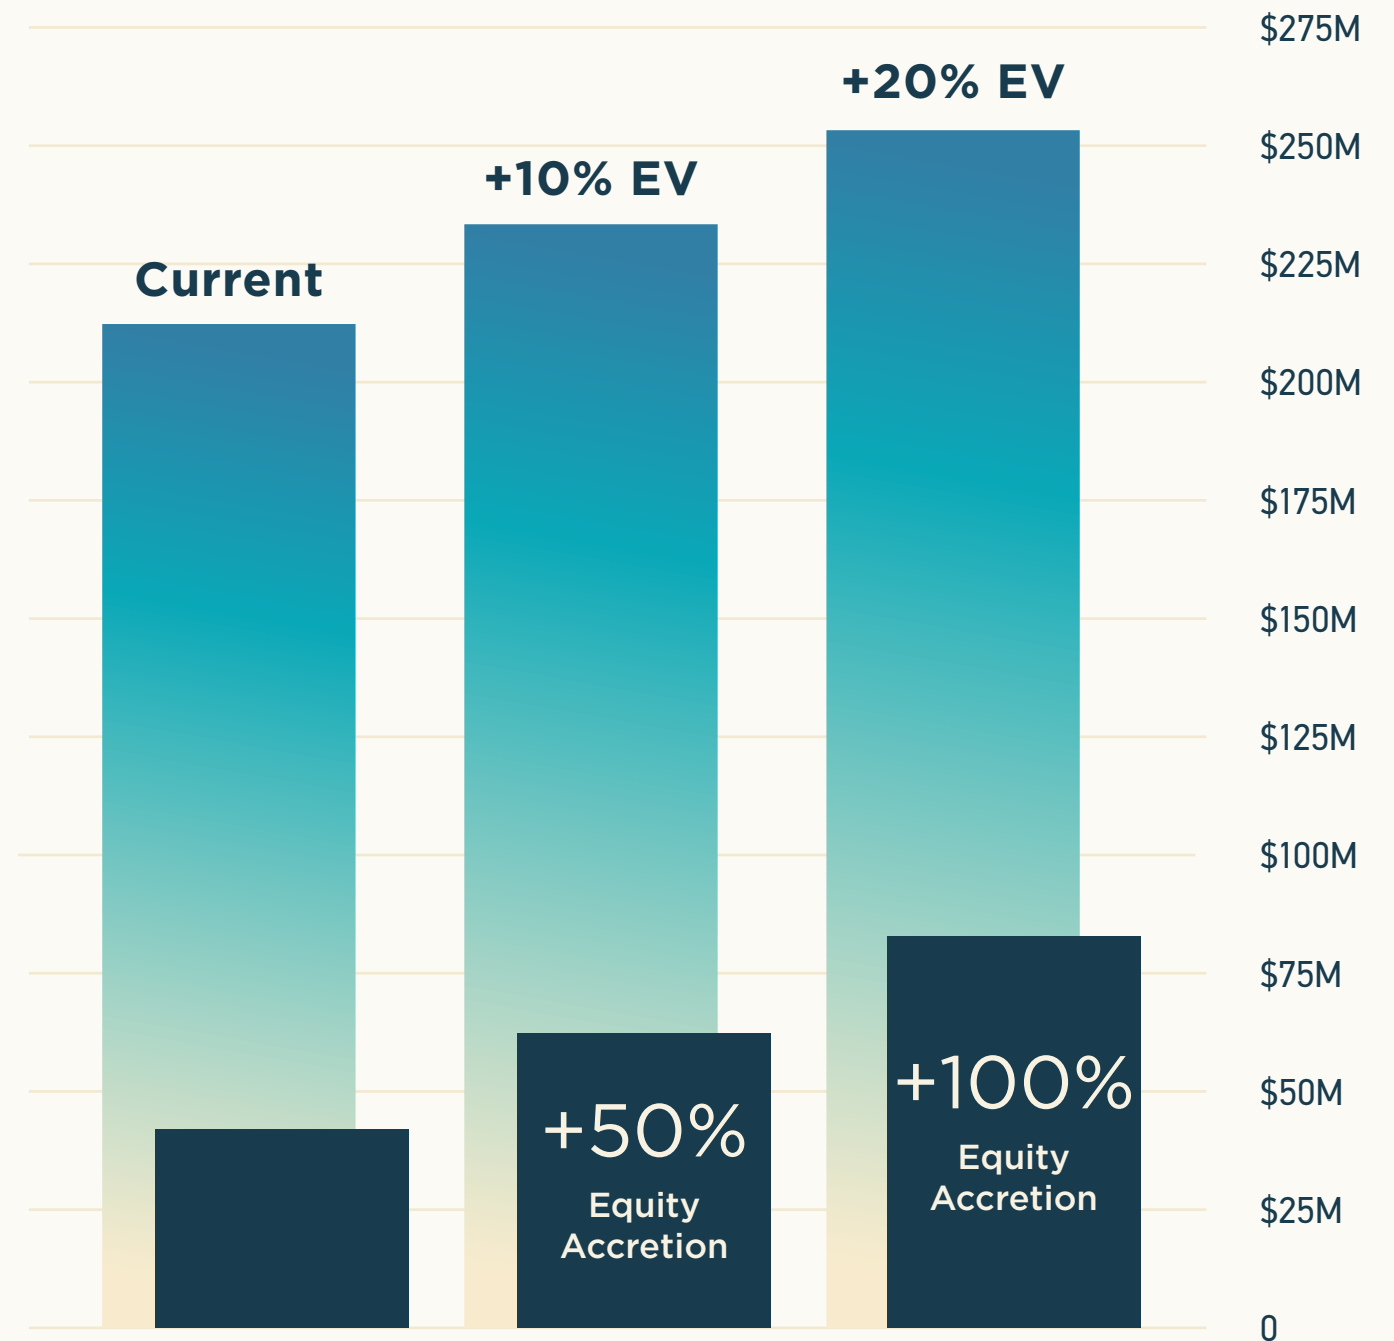 $275M
+20% EV
$250M
+10% EV
$225M
Current
$200M
$175M
$150M
$125M
$100M
$75M
+100%
$50M
+50%
Equity
Accretion
Equity
Accretion
$25M
0